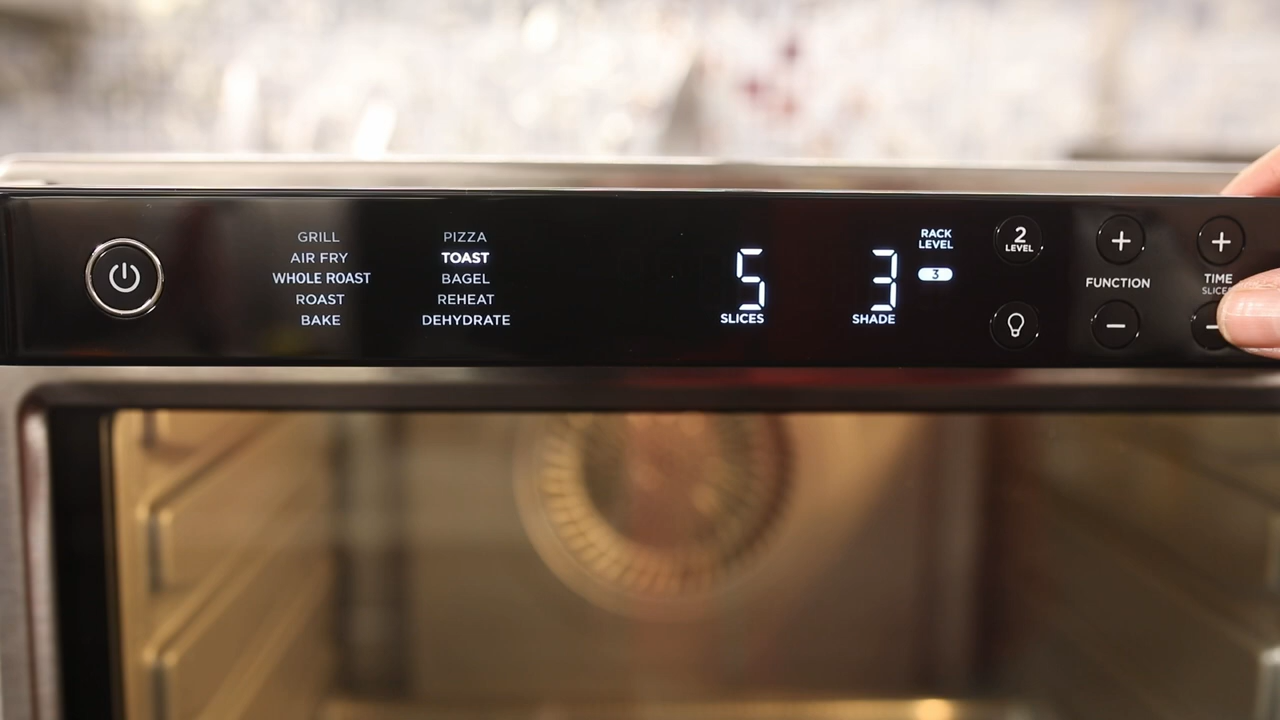 GRILL
AIR FRY
WHOLE ROAST
ROAST
BAKE
PIZZA
TOAST
BAGEL
REHEAT
DEHYDRATE
5
SLICES
3
SHADE
RACK
LEVEL
3
2
LEVEL
+
FUNCTION
−
+
TIME
−